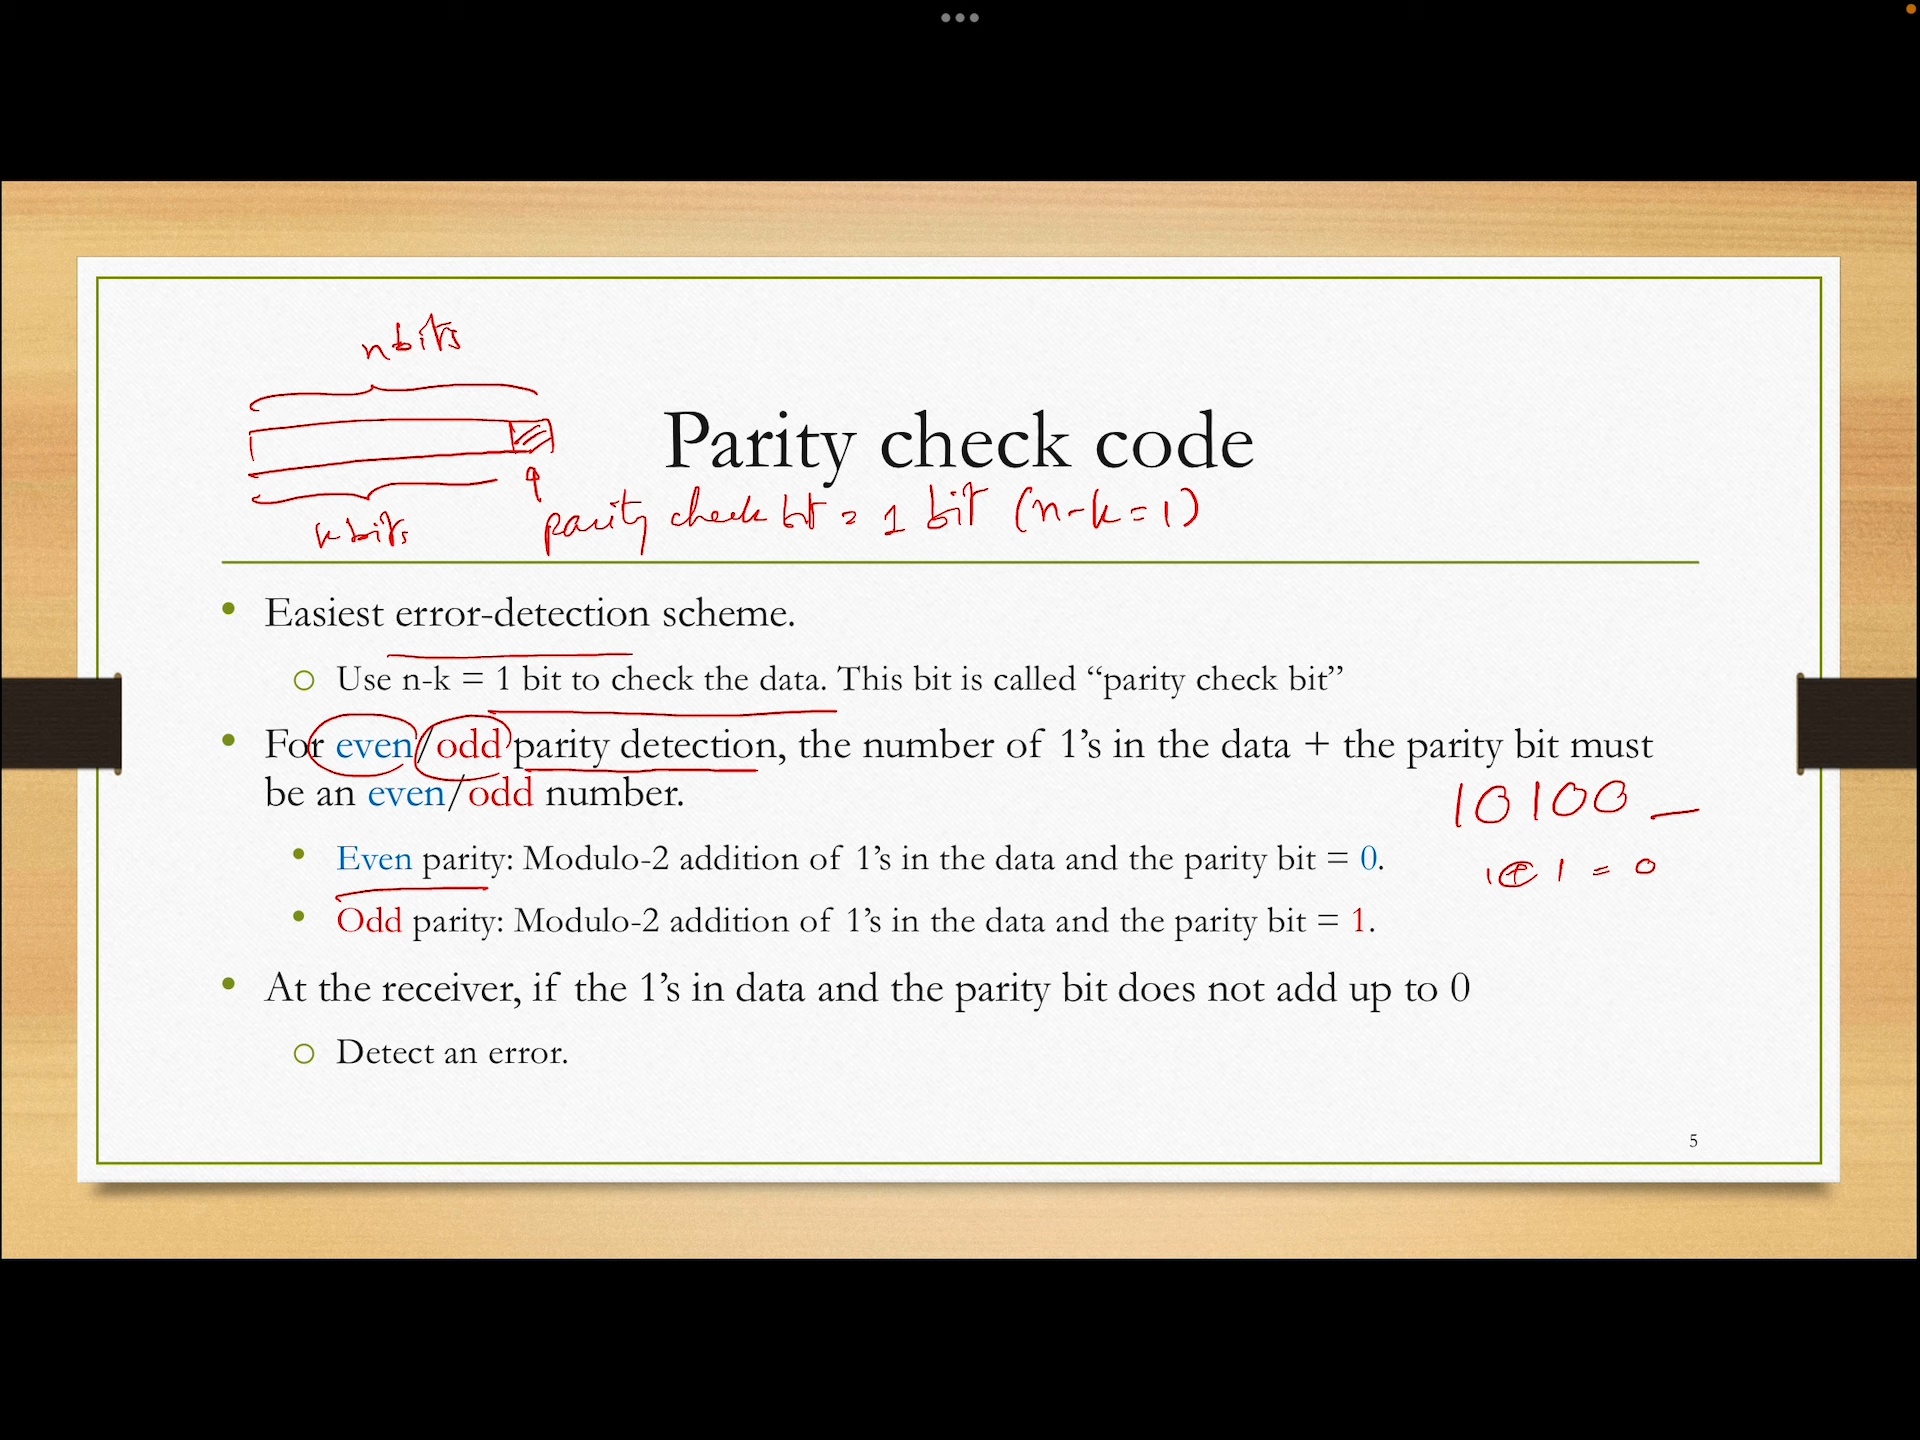 n bits
Parity check code
k bits
parity check bit = 1 bit (n-k=1)
• Easiest error-detection scheme.
o Use n-k = 1 bit to check the data. This bit is called “parity check bit”
• For even/odd parity detection, the number of 1’s in the data + the parity bit must
be an even/odd number.
10100 _
• Even parity: Modulo-2 addition of 1’s in the data and the parity bit = 0.
1 ⊕ 1 = 0
• Odd parity: Modulo-2 addition of 1’s in the data and the parity bit = 1.
• At the receiver, if the 1’s in data and the parity bit does not add up to 0
o Detect an error.
5